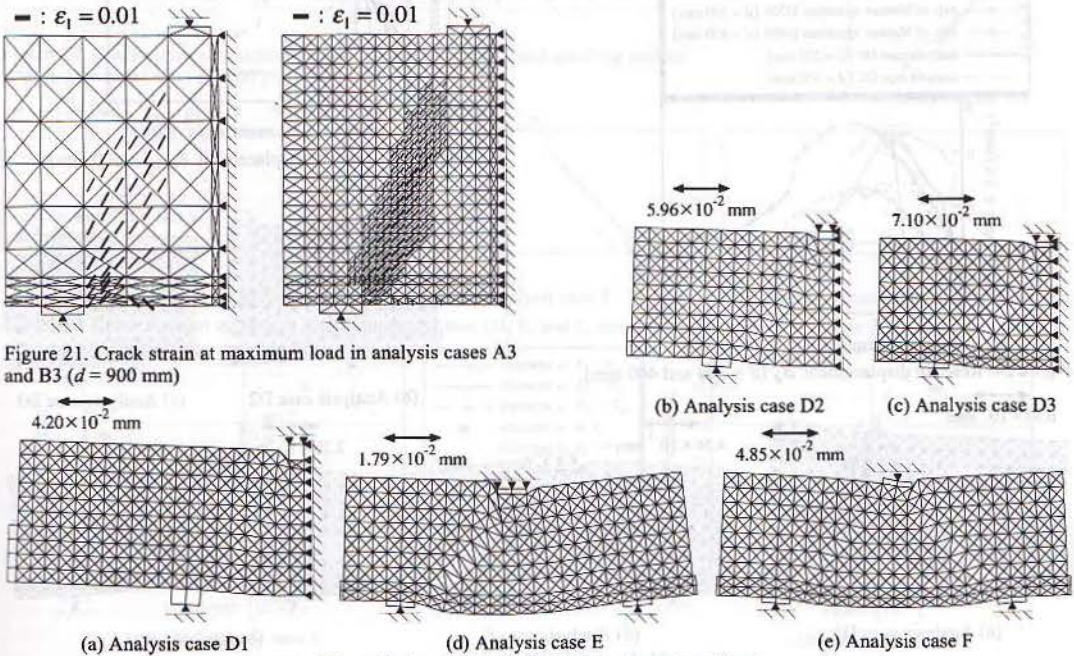 – : ε₁ = 0.01
– : ε₁ = 0.01
Figure 21. Crack strain at maximum load in analysis cases A3
and B3 (d = 900 mm)
5.96×10⁻² mm
7.10×10⁻² mm
(b) Analysis case D2
(c) Analysis case D3
4.20×10⁻² mm
1.79×10⁻² mm
4.85×10⁻² mm
(a) Analysis case D1
(d) Analysis case E
(e) Analysis case F